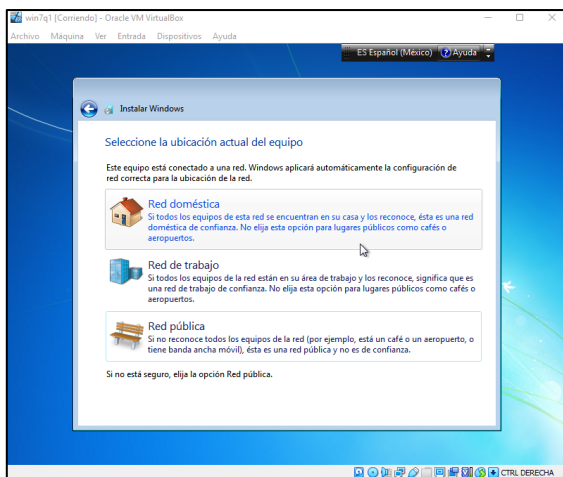 win7q1 [Corriendo] - Oracle VM VirtualBox
Archivo Máquina Ver Entrada Dispositivos Ayuda
ES Español (México) Ayuda
Instalar Windows
Seleccione la ubicación actual del equipo
Este equipo está conectado a una red. Windows aplicará automáticamente la configuración de
red correcta para la ubicación de la red.
Red doméstica
Si todos los equipos de esta red se encuentran en su casa y los reconoce, ésta es una red
doméstica de confianza. No elija esta opción para lugares públicos como cafés o
aeropuertos.
Red de trabajo
Si todos los equipos de la red están en su área de trabajo y los reconoce, significa que es
una red de trabajo de confianza. No elija esta opción para lugares públicos como cafés o
aeropuertos.
Red pública
Si no reconoce todos los equipos de la red (por ejemplo, está un café o un aeropuerto, o
tiene banda ancha móvil), ésta es una red pública y no es de confianza.
Si no está seguro, elija la opción Red pública.
CTRL DERECHA